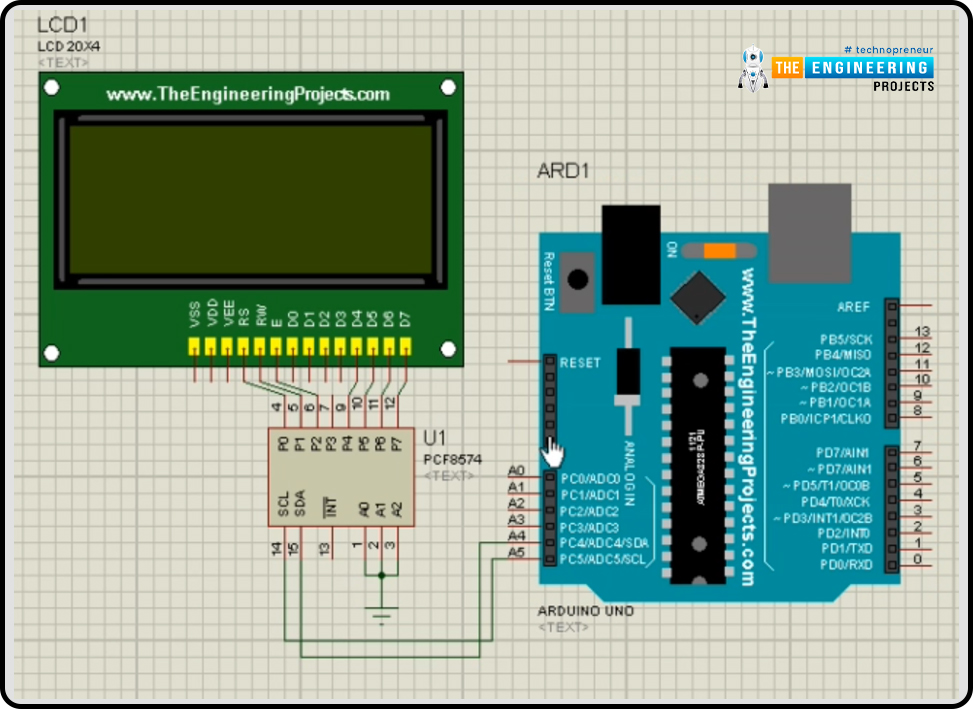 LCD1
LCD 20X4
<TEXT>
www.TheEngineeringProjects.com
VSS VDD VEE RS RW E D0 D1 D2 D3 D4 D5 D6 D7
# technopreneur
THE ENGINEERING
PROJECTS
4 5 6 7 9 10 11 12
P0 P1 P2 P3 P4 P5 P6 P7
SCL SDA INT A0 A1 A2
14 15 13 1 2 3
U1
PCF8574
<TEXT>
ARD1
Reset BTN
ON
www.TheEngineeringProjects.com
RESET
ANALOG IN
1121
A0 PC0/ADC0
A1 PC1/ADC1
A2 PC2/ADC2
A3 PC3/ADC3
A4 PC4/ADC4/SDA
A5 PC5/ADC5/SCL
AREF
PB5/SCK 13
PB4/MISO 12
~PB3/MOSI/OC2A 11
~PB2/OC1B 10
~PB1/OC1A 9
PB0/ICP1/CLKO 8
PD7/AIN1 7
~PD7/AIN1 6
~PD5/T1/OC0B 5
PD4/T0/XCK 4
~PD3/INT1/OC2B 3
PD2/INT0 2
PD1/TXD 1
PD0/RXD 0
ARDUINO UNO
<TEXT>